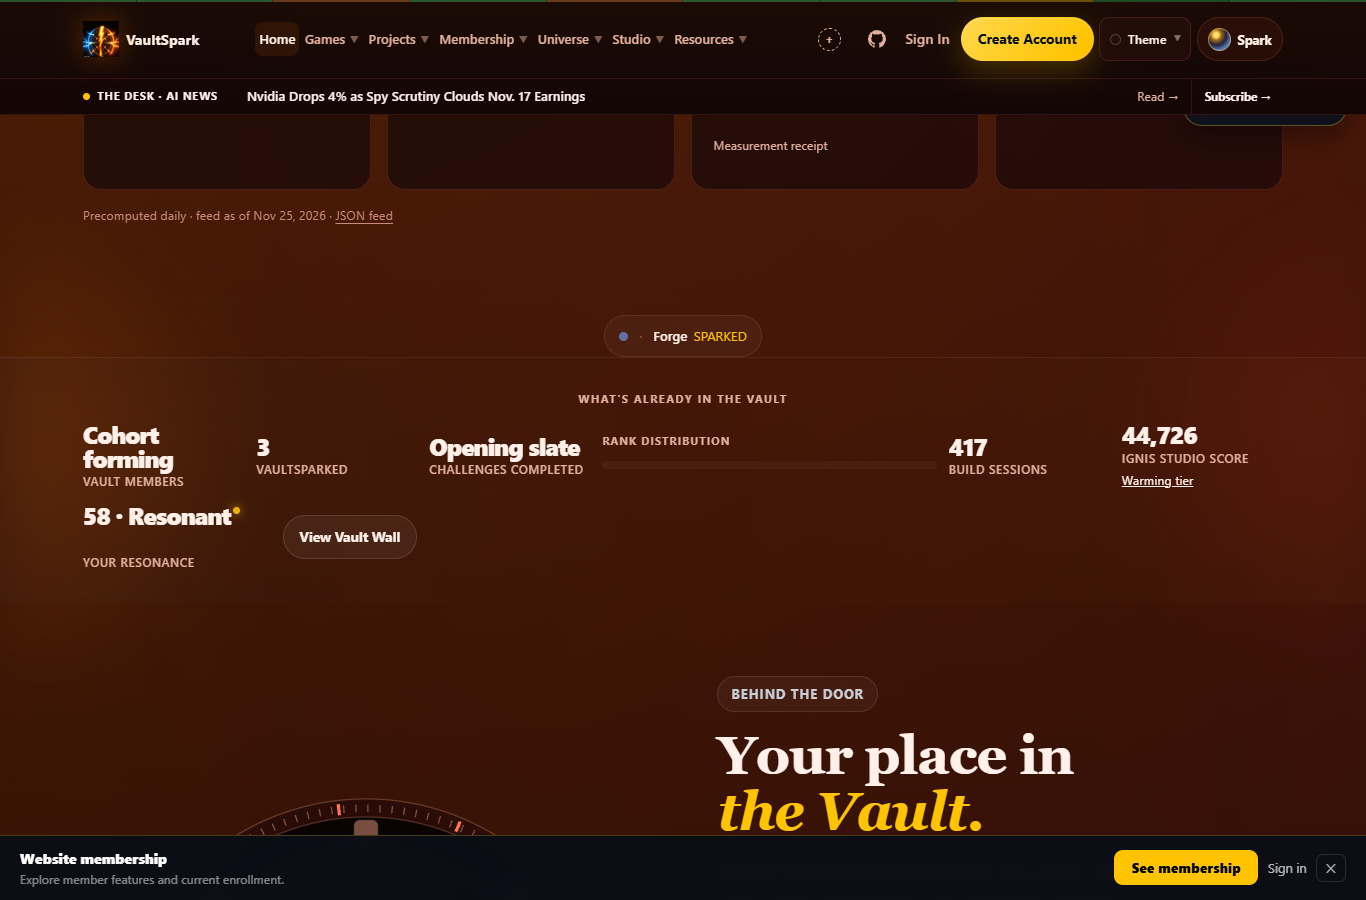 VaultSpark
Home Games Projects Membership Universe Studio Resources
Sign In
Create Account
Theme
Spark
THE DESK · AI NEWS
Nvidia Drops 4% as Spy Scrutiny Clouds Nov. 17 Earnings
Read →
Subscribe →
Measurement receipt
Precomputed daily · feed as of Nov 25, 2026 · JSON feed
· Forge SPARKED
WHAT'S ALREADY IN THE VAULT
Cohort
forming
VAULT MEMBERS
3
VAULTSPARKED
Opening slate
CHALLENGES COMPLETED
RANK DISTRIBUTION
417
BUILD SESSIONS
44,726
IGNIS STUDIO SCORE
Warming tier
58 · Resonant
YOUR RESONANCE
View Vault Wall
BEHIND THE DOOR
Your place in
the Vault.
Website membership
Explore member features and current enrollment.
See membership
Sign in